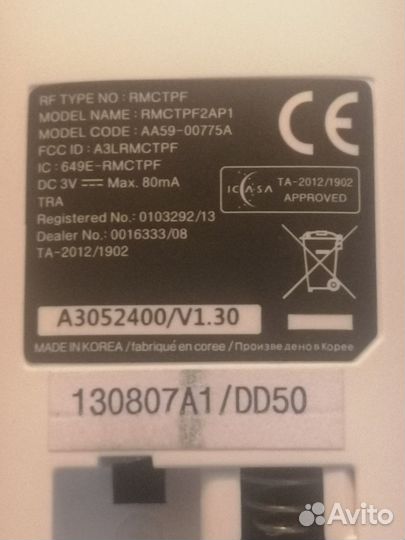 RF TYPE NO : RMCTPF
MODEL NAME : RMCTPF2AP1
MODEL CODE : AA59-00775A
FCC ID : A3LRMCTPF
IC : 649E-RMCTPF
DC 3V ⎓ Max. 80mA
TRA
Registered No. : 0103292/13
Dealer No. : 0016333/08
TA-2012/1902
CE
ICASA
TA-2012/1902
APPROVED
A3052400/V1.30
MADE IN KOREA / fabriqué en coree / Произведено в Корее
130807A1/DD50
Avito